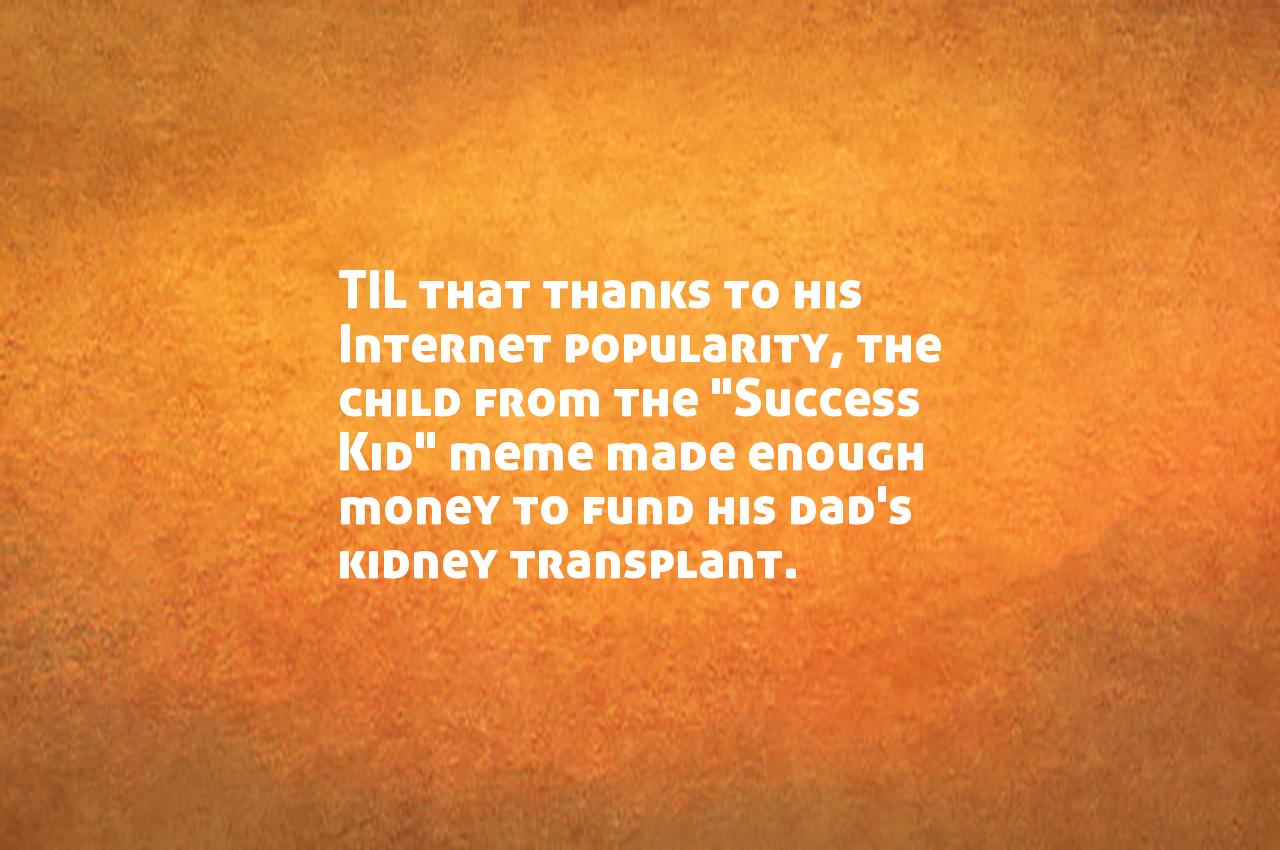 TIL that thanks to his
Internet popularity, the
child from the "Success
Kid" meme made enough
money to fund his dad's
kidney transplant.